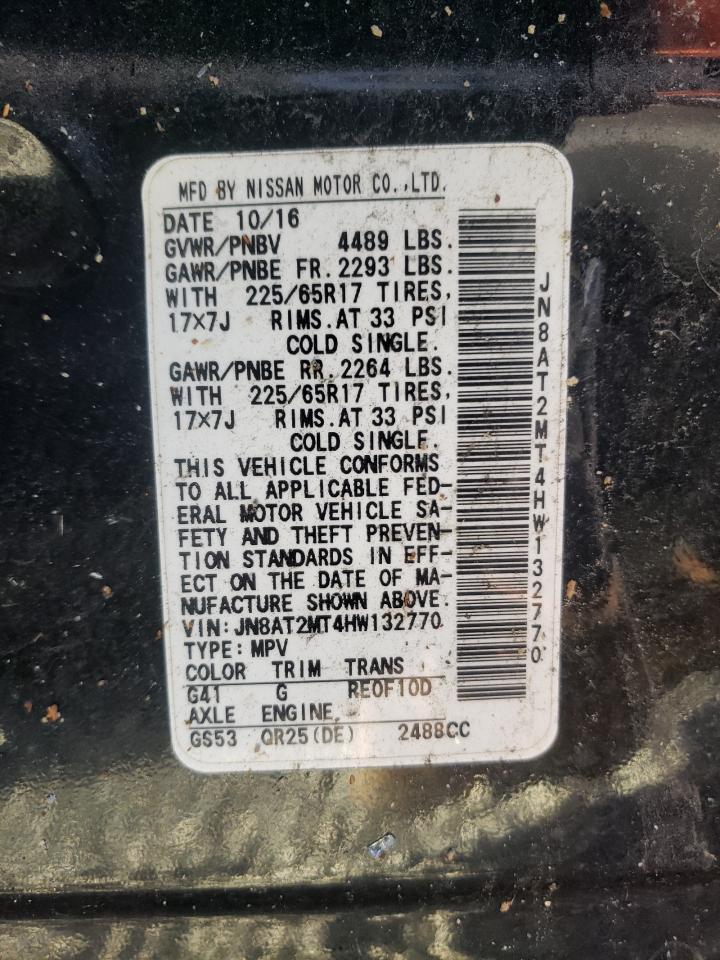 MFD BY NISSAN MOTOR CO.,LTD.
DATE 10/16
GVWR/PNBV 4489 LBS.
GAWR/PNBE FR. 2293 LBS.
WITH 225/65R17 TIRES,
17X7J RIMS. AT 33 PSI
COLD SINGLE.
GAWR/PNBE RR. 2264 LBS.
WITH 225/65R17 TIRES,
17X7J RIMS. AT 33 PSI
COLD SINGLE.
THIS VEHICLE CONFORMS
TO ALL APPLICABLE FED-
ERAL MOTOR VEHICLE SA-
FETY AND THEFT PREVEN-
TION STANDARDS IN EFF-
ECT ON THE DATE OF MA-
NUFACTURE SHOWN ABOVE.
VIN: JN8AT2MT4HW132770
TYPE: MPV
COLOR TRIM TRANS
G41 G RE0F10D
AXLE ENGINE
GS53 QR25(DE) 2488CC
JN8AT2MT4HW132770